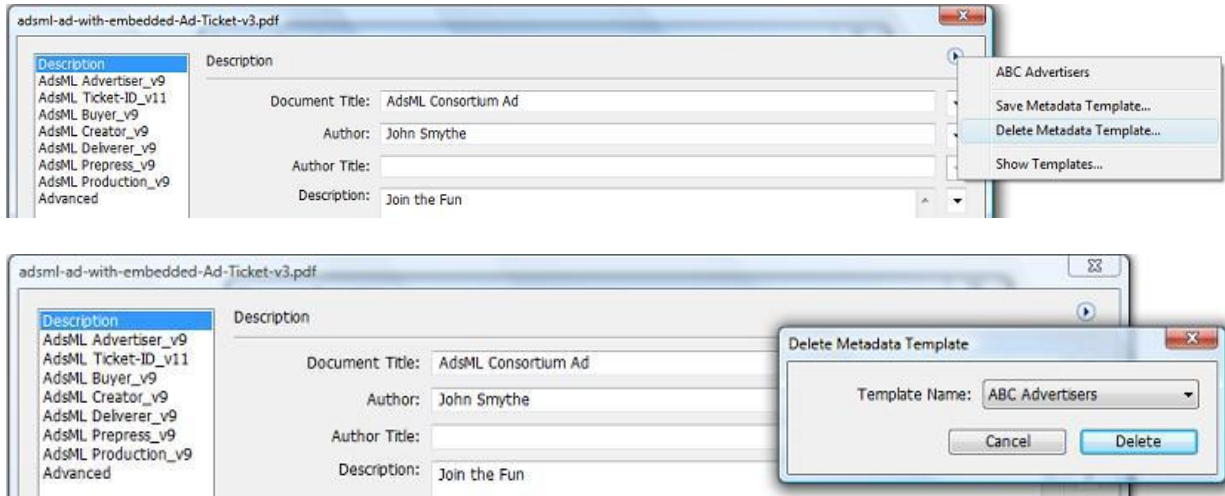 adsml-ad-with-embedded-Ad-Ticket-v3.pdf
Description
AdsML Advertiser_v9
AdsML Ticket-ID_v11
AdsML Buyer_v9
AdsML Creator_v9
AdsML Deliverer_v9
AdsML Prepress_v9
AdsML Production_v9
Advanced
Description
Document Title: AdsML Consortium Ad
Author: John Smythe
Author Title:
Description: Join the Fun
ABC Advertisers
Save Metadata Template...
Delete Metadata Template...
Show Templates...
adsml-ad-with-embedded-Ad-Ticket-v3.pdf
Description
AdsML Advertiser_v9
AdsML Ticket-ID_v11
AdsML Buyer_v9
AdsML Creator_v9
AdsML Deliverer_v9
AdsML Prepress_v9
AdsML Production_v9
Advanced
Description
Document Title: AdsML Consortium Ad
Author: John Smythe
Author Title:
Description: Join the Fun
Delete Metadata Template
Template Name: ABC Advertisers
Cancel Delete